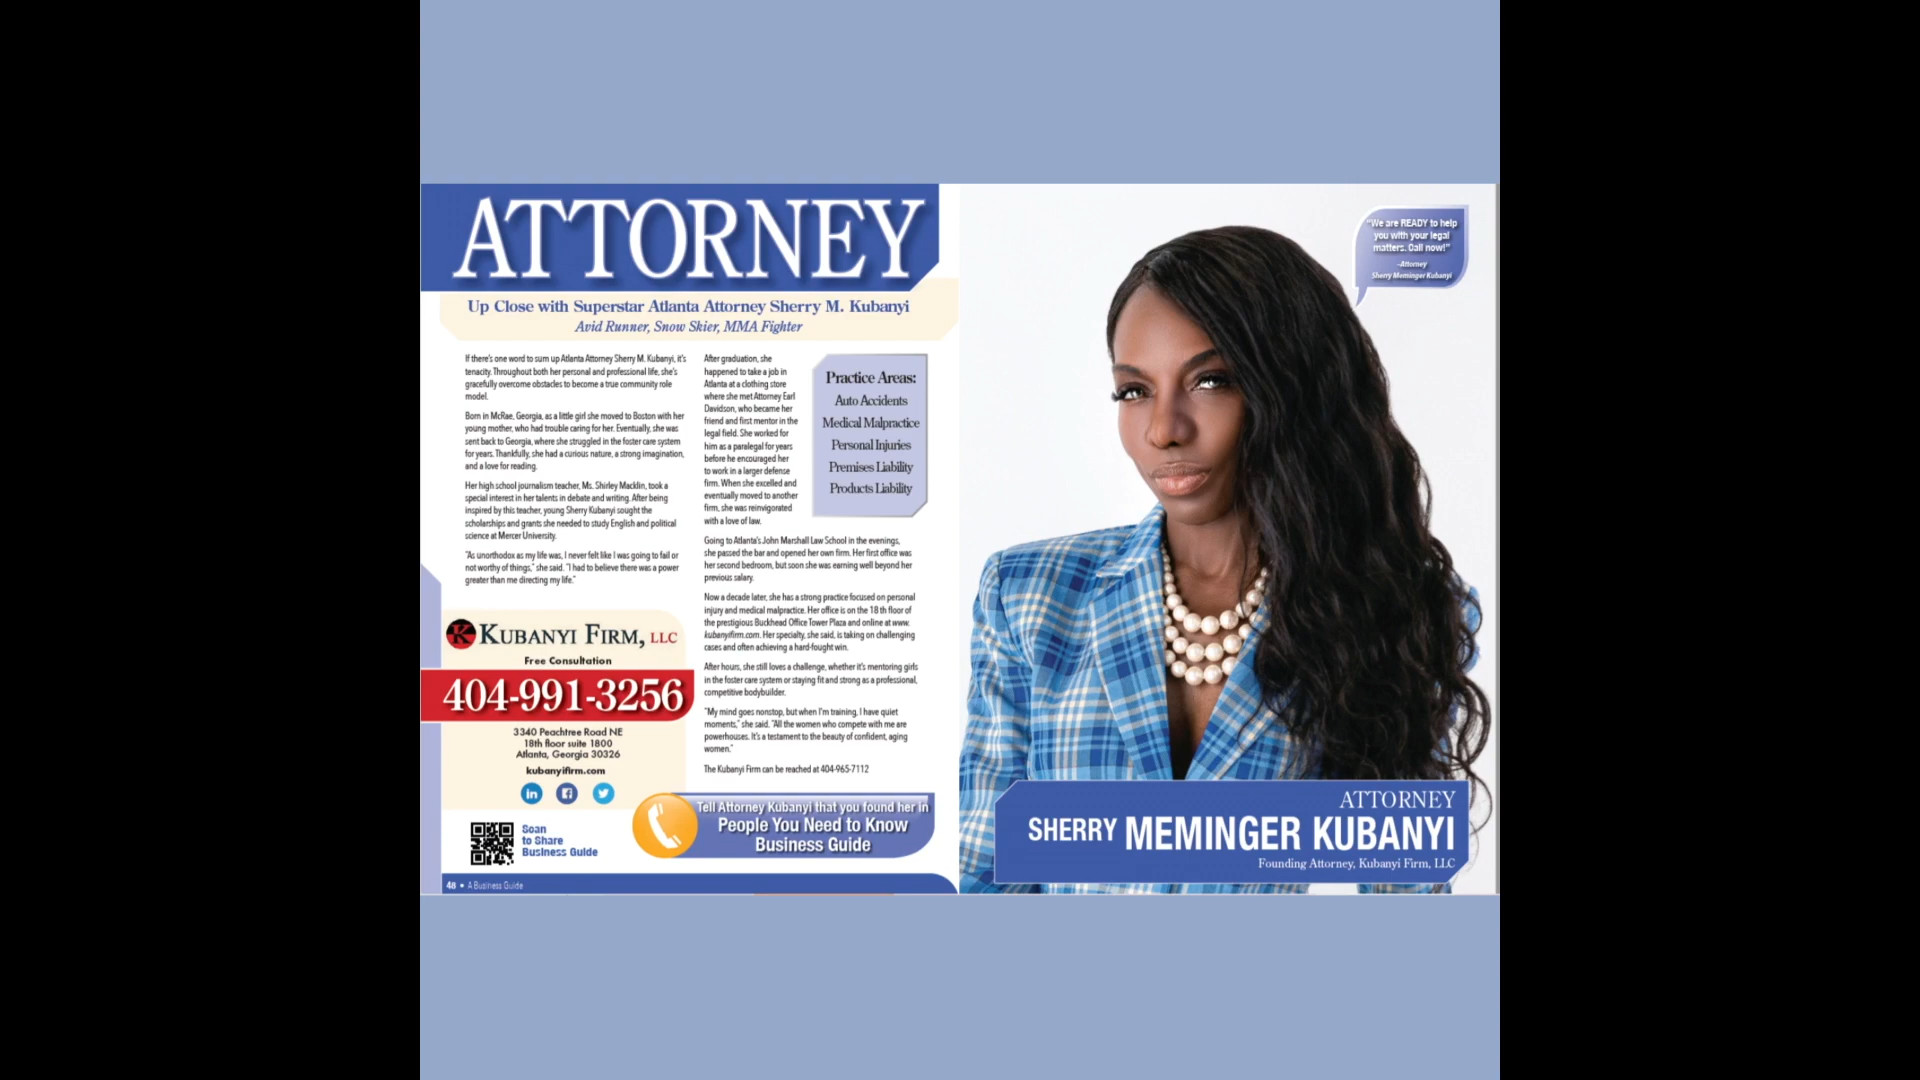 ATTORNEY
Up Close with Superstar Atlanta Attorney Sherry M. Kubanyi
Avid Runner, Snow Skier, MMA Fighter
If there's one word to sum up Atlanta Attorney Sherry M. Kubanyi, it's
tenacity. Throughout both her personal and professional life, she's
gracefully overcome obstacles to become a true community role
model.
Born in McRae, Georgia, as a little girl she moved to Boston with her
young mother, who had trouble caring for her. Eventually, she was
sent back to Georgia, where she struggled in the foster care system
for years. Thankfully, she had a curious nature, a strong imagination,
and a love for reading.
Her high school journalism teacher, Ms. Shirley Macklin, took a
special interest in her talents in debate and writing. After being
inspired by this teacher, young Sherry Kubanyi sought the
scholarships and grants she needed to study English and political
science at Mercer University.
"As unorthodox as my life was, I never felt like I was going to fail or
not worthy of things," she said. "I had to believe there was a power
greater than me directing my life."
K KUBANYI FIRM, LLC
Free Consultation
404-991-3256
3340 Peachtree Road NE
18th floor suite 1800
Atlanta, Georgia 30326
kubanyifirm.com
in f
Scan
to Share
Business Guide
48 • A Business Guide
After graduation, she
happened to take a job in
Atlanta at a clothing store
where she met Attorney Earl
Davidson, who became her
friend and first mentor in the
legal field. She worked for
him as a paralegal for years
before he encouraged her
to work in a larger defense
firm. When she excelled and
eventually moved to another
firm, she was reinvigorated
with a love of law.
Practice Areas:
Auto Accidents
Medical Malpractice
Personal Injuries
Premises Liability
Products Liability
Going to Atlanta's John Marshall Law School in the evenings,
she passed the bar and opened her own firm. Her first office was
her second bedroom, but soon she was earning well beyond her
previous salary.
Now a decade later, she has a strong practice focused on personal
injury and medical malpractice. Her office is on the 18 th floor of
the prestigious Buckhead Office Tower Plaza and online at www.
kubanyifirm.com. Her specialty, she said, is taking on challenging
cases and often achieving a hard-fought win.
After hours, she still loves a challenge, whether it's mentoring girls
in the foster care system or staying fit and strong as a professional,
competitive bodybuilder.
"My mind goes nonstop, but when I'm training, I have quiet
moments," she said. "All the women who compete with me are
powerhouses. It's a testament to the beauty of confident, aging
women."
The Kubanyi Firm can be reached at 404-965-7112
Tell Attorney Kubanyi that you found her in
People You Need to Know
Business Guide
"We are READY to help
you with your legal
matters. Call now!"
-Attorney
Sherry Meminger Kubanyi
ATTORNEY
SHERRY MEMINGER KUBANYI
Founding Attorney, Kubanyi Firm, LLC